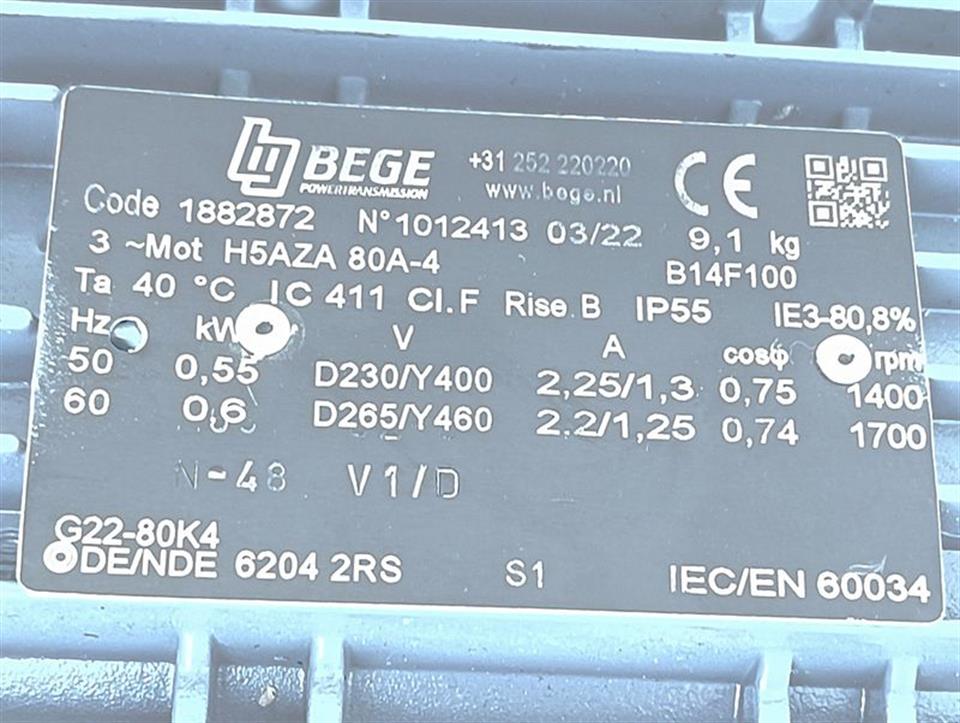 BEGE
POWERTRANSMISSION
+31 252 220220
www.bege.nl
CE
Code 1882872 N°1012413 03/22 9,1 kg
3 ~Mot H5AZA 80A-4 B14F100
Ta 40 °C IC 411 Cl.F Rise B IP55 IE3-80,8%
Hz kW V A cosφ rpm
50 0,55 D230/Y400 2,25/1,3 0,75 1400
60 0,6 D265/Y460 2.2/1,25 0,74 1700
N-48 V1/D
G22-80K4
DE/NDE 6204 2RS S1 IEC/EN 60034